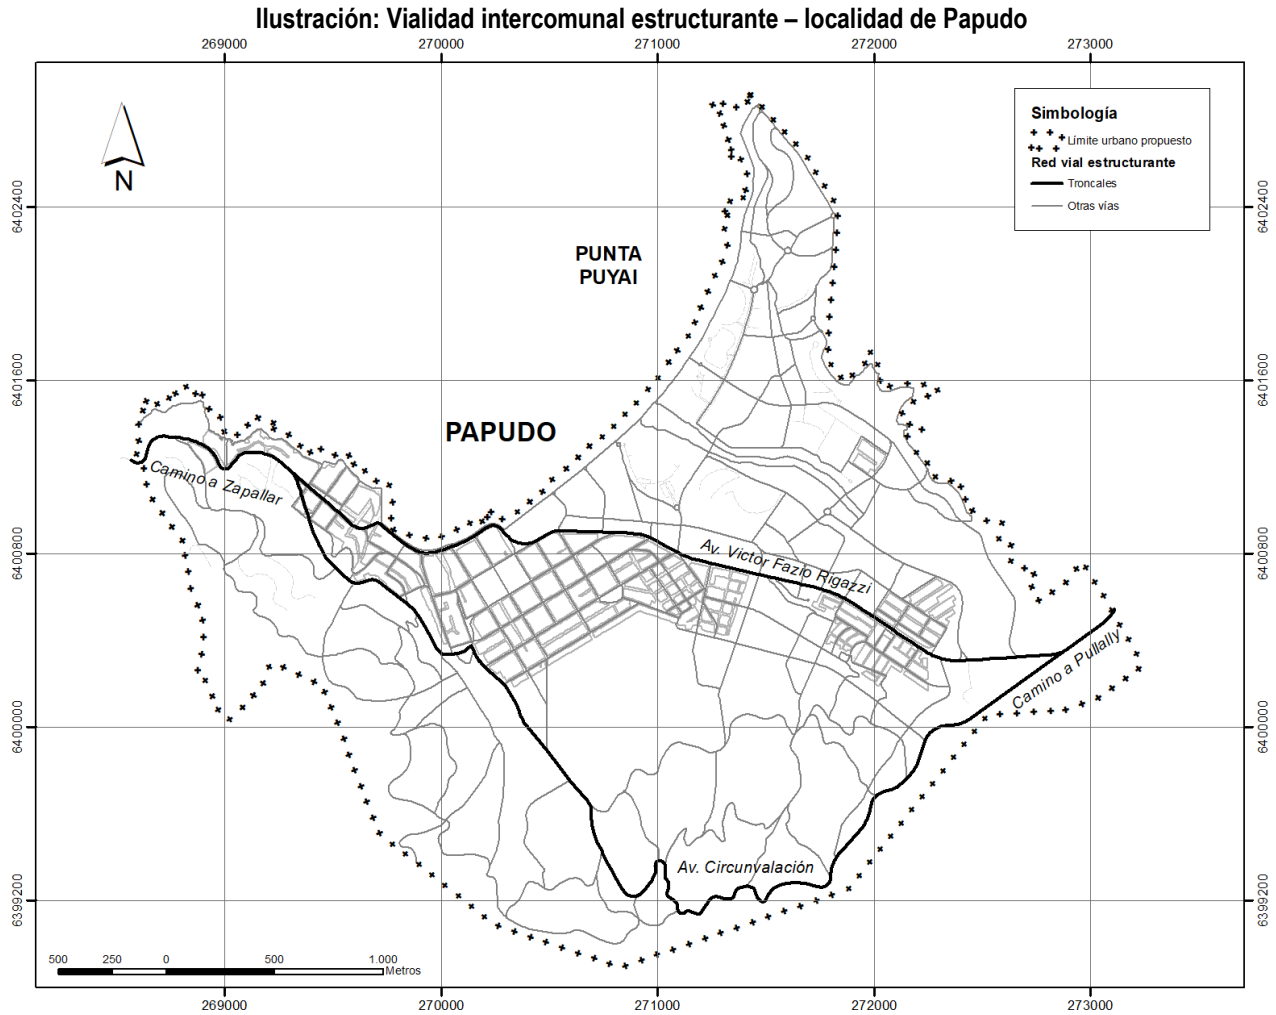 Ilustración: Vialidad intercomunal estructurante – localidad de Papudo
269000
270000
271000
272000
273000
N
Simbología
Límite urbano propuesto
Red vial estructurante
Troncales
Otras vías
6402400
6402400
PUNTA
PUYAI
6401600
6401600
PAPUDO
Camino a Zapallar
6400800
6400800
Av. Victor Fazio Rigazzi
Camino a Pullally
6400000
6400000
Av. Circunvalación
6399200
6399200
500
250
0
500
1.000
Metros
269000
270000
271000
272000
273000